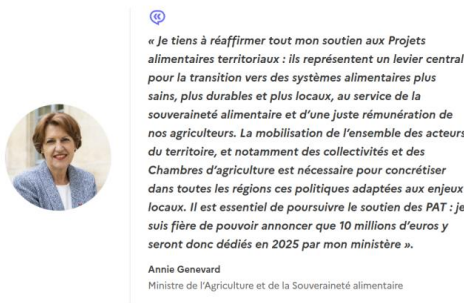 « Je tiens à réaffirmer tout mon soutien aux Projets
alimentaires territoriaux : ils représentent un levier central
pour la transition vers des systèmes alimentaires plus
sains, plus durables et plus locaux, au service de la
souveraineté alimentaire et d’une juste rémunération de
nos agriculteurs. La mobilisation de l’ensemble des acteurs
du territoire, et notamment des collectivités et des
Chambres d’agriculture est nécessaire pour concrétiser
dans toutes les régions ces politiques adaptées aux enjeux
locaux. Il est essentiel de poursuivre le soutien des PAT : je
suis fière de pouvoir annoncer que 10 millions d’euros y
seront donc dédiés en 2025 par mon ministère ».
Annie Genevard
Ministre de l'Agriculture et de la Souveraineté alimentaire